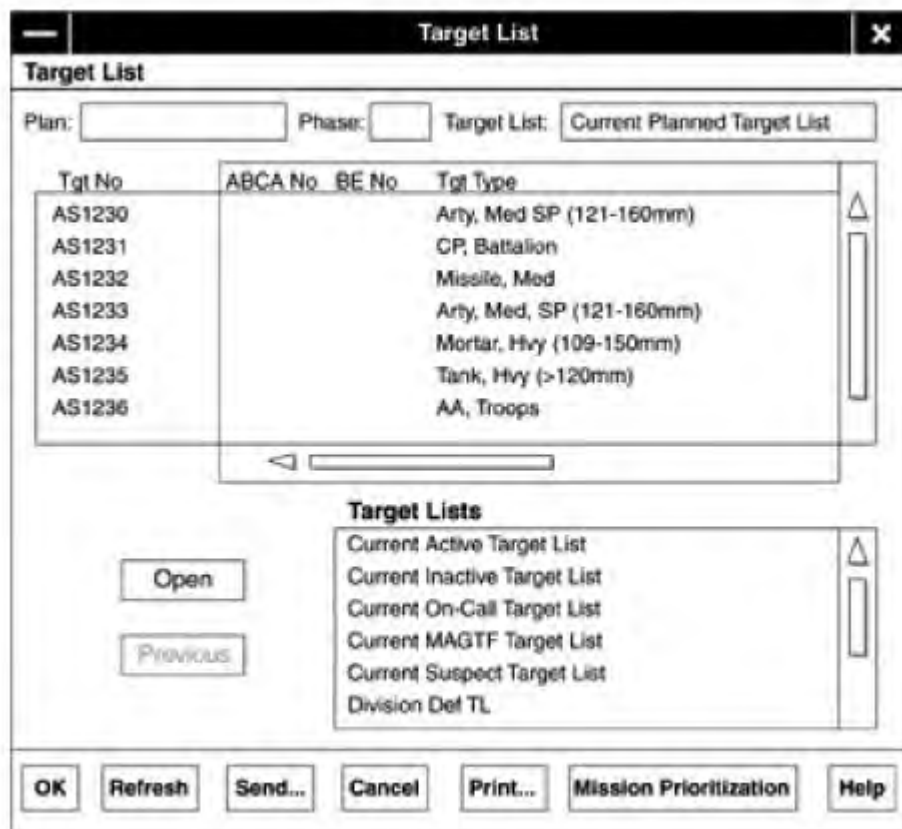 Target List
Target List
Plan: Phase: Target List: Current Planned Target List
Tgt No ABCA No BE No Tgt Type
AS1230 Arty, Med SP (121-160mm)
AS1231 CP, Battalion
AS1232 Missile, Med
AS1233 Arty, Med, SP (121-160mm)
AS1234 Mortar, Hvy (109-150mm)
AS1235 Tank, Hvy (>120mm)
AS1236 AA, Troops
Target Lists
Current Active Target List
Open Current Inactive Target List
Current On-Call Target List
Previous Current MAGTF Target List
Current Suspect Target List
Division Def TL
OK Refresh Send... Cancel Print... Mission Prioritization Help